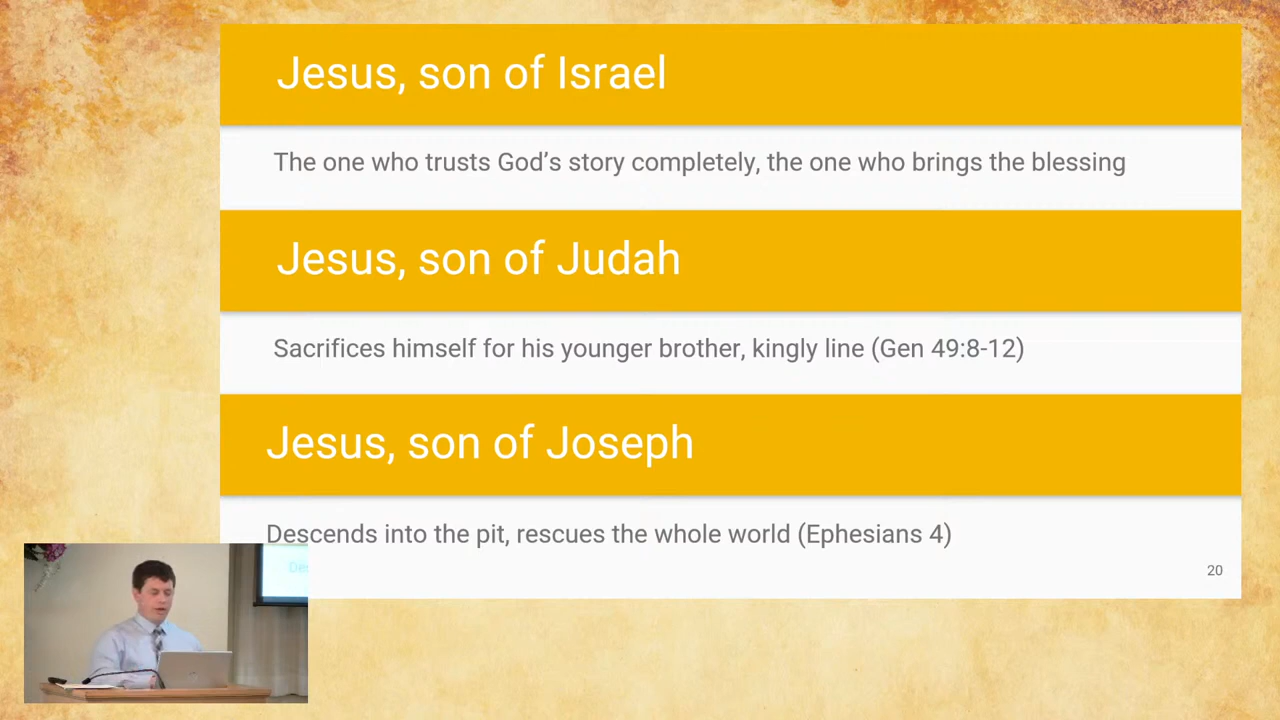 Jesus, son of Israel
The one who trusts God’s story completely, the one who brings the blessing
Jesus, son of Judah
Sacrifices himself for his younger brother, kingly line (Gen 49:8-12)
Jesus, son of Joseph
Descends into the pit, rescues the whole world (Ephesians 4)
20